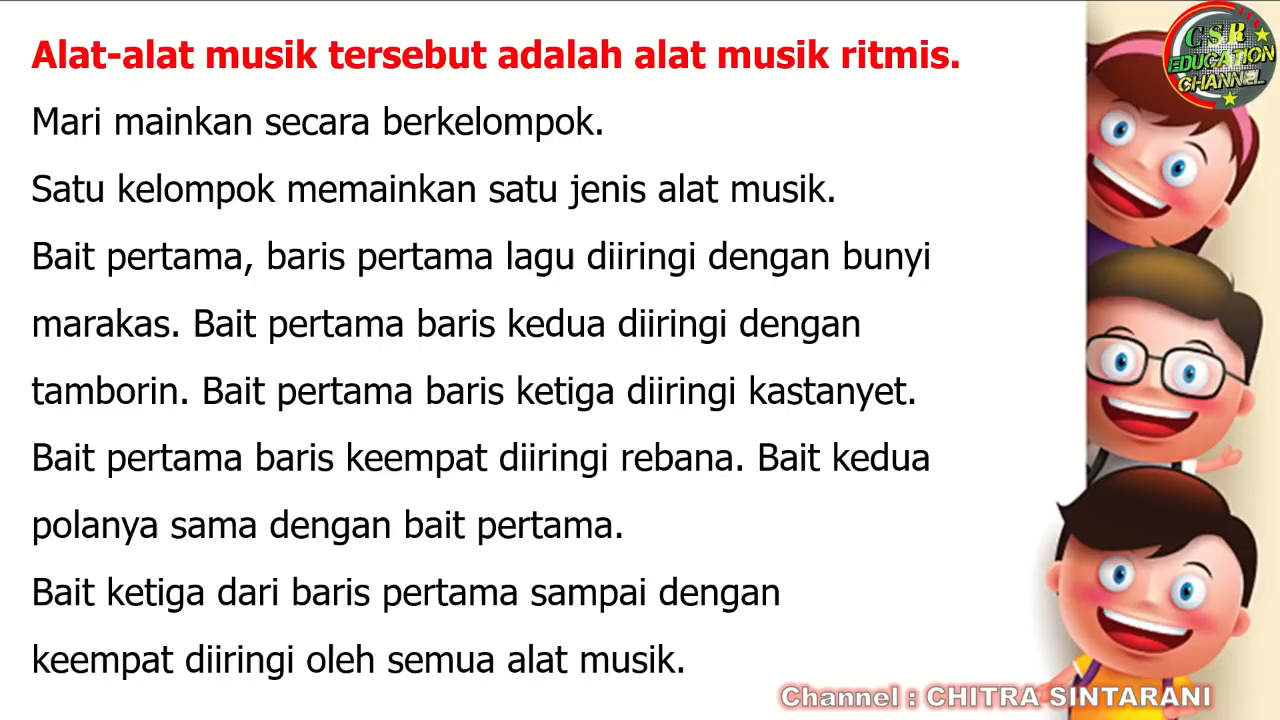 Alat-alat musik tersebut adalah alat musik ritmis.
Mari mainkan secara berkelompok.
Satu kelompok memainkan satu jenis alat musik.
Bait pertama, baris pertama lagu diiringi dengan bunyi
marakas. Bait pertama baris kedua diiringi dengan
tamborin. Bait pertama baris ketiga diiringi kastanyet.
Bait pertama baris keempat diiringi rebana. Bait kedua
polanya sama dengan bait pertama.
Bait ketiga dari baris pertama sampai dengan
keempat diiringi oleh semua alat musik.
CSR
EDUCATION
CHANNEL
Channel : CHITRA SINTARANI